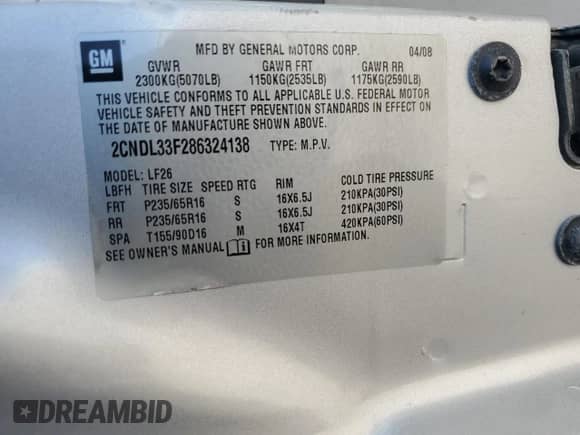 GM
MFD BY GENERAL MOTORS CORP. 04/08
GVWR GAWR FRT GAWR RR
2300KG(5070LB) 1150KG(2535LB) 1175KG(2590LB)
THIS VEHICLE CONFORMS TO ALL APPLICABLE U.S. FEDERAL MOTOR
VEHICLE SAFETY AND THEFT PREVENTION STANDARDS IN EFFECT ON
THE DATE OF MANUFACTURE SHOWN ABOVE.
2CNDL33F286324138 TYPE: M.P.V.
MODEL: LF26
LBFH TIRE SIZE SPEED RTG RIM COLD TIRE PRESSURE
FRT P235/65R16 S 16X6.5J 210KPA(30PSI)
RR P235/65R16 S 16X6.5J 210KPA(30PSI)
SPA T155/90D16 M 16X4T 420KPA(60PSI)
SEE OWNER'S MANUAL FOR MORE INFORMATION.
DREAMBID